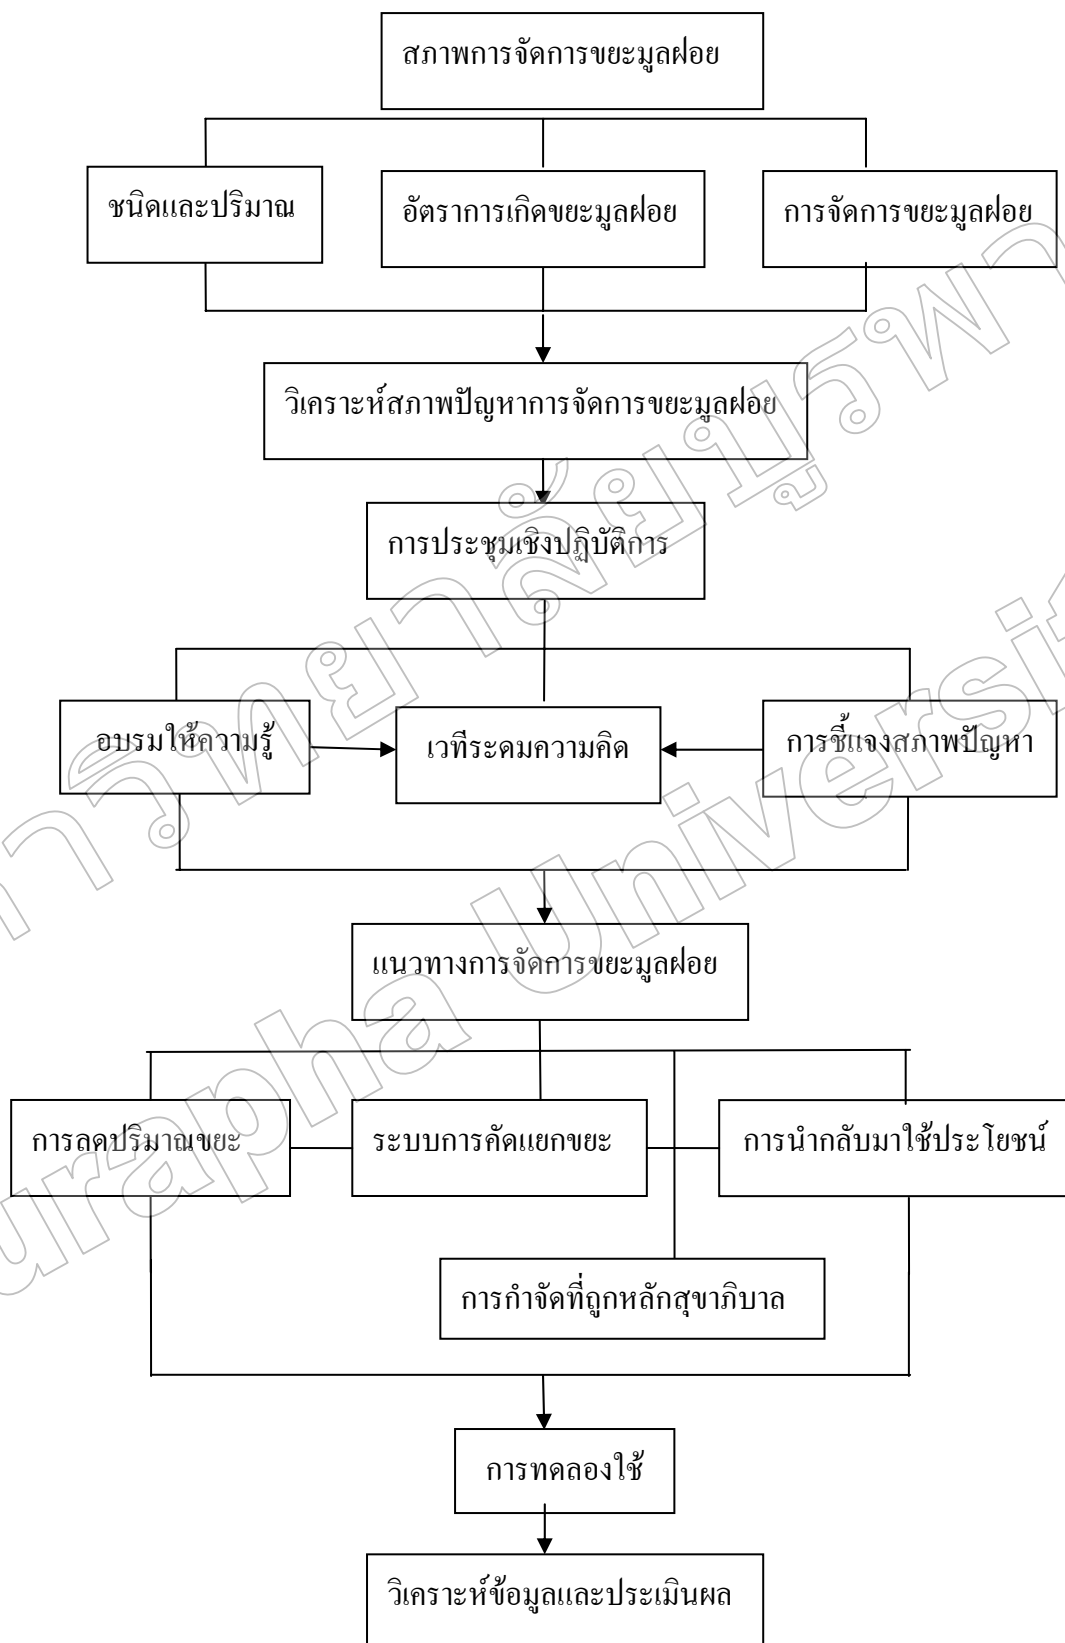 สภาพการจัดการขยะมูลฝอย
ชนิดและปริมาณ
อัตราการเกิดขยะมูลฝอย
การจัดการขยะมูลฝอย
วิเคราะห์สภาพปัญหาการจัดการขยะมูลฝอย
การประชุมเชิงปฏิบัติการ
อบรมให้ความรู้
เวทีระดมความคิด
การชี้แจงสภาพปัญหา
แนวทางการจัดการขยะมูลฝอย
การลดปริมาณขยะ
ระบบการคัดแยกขยะ
การนำกลับมาใช้ประโยชน์
การกำจัดที่ถูกหลักสุขาภิบาล
การทดลองใช้
วิเคราะห์ข้อมูลและประเมินผล